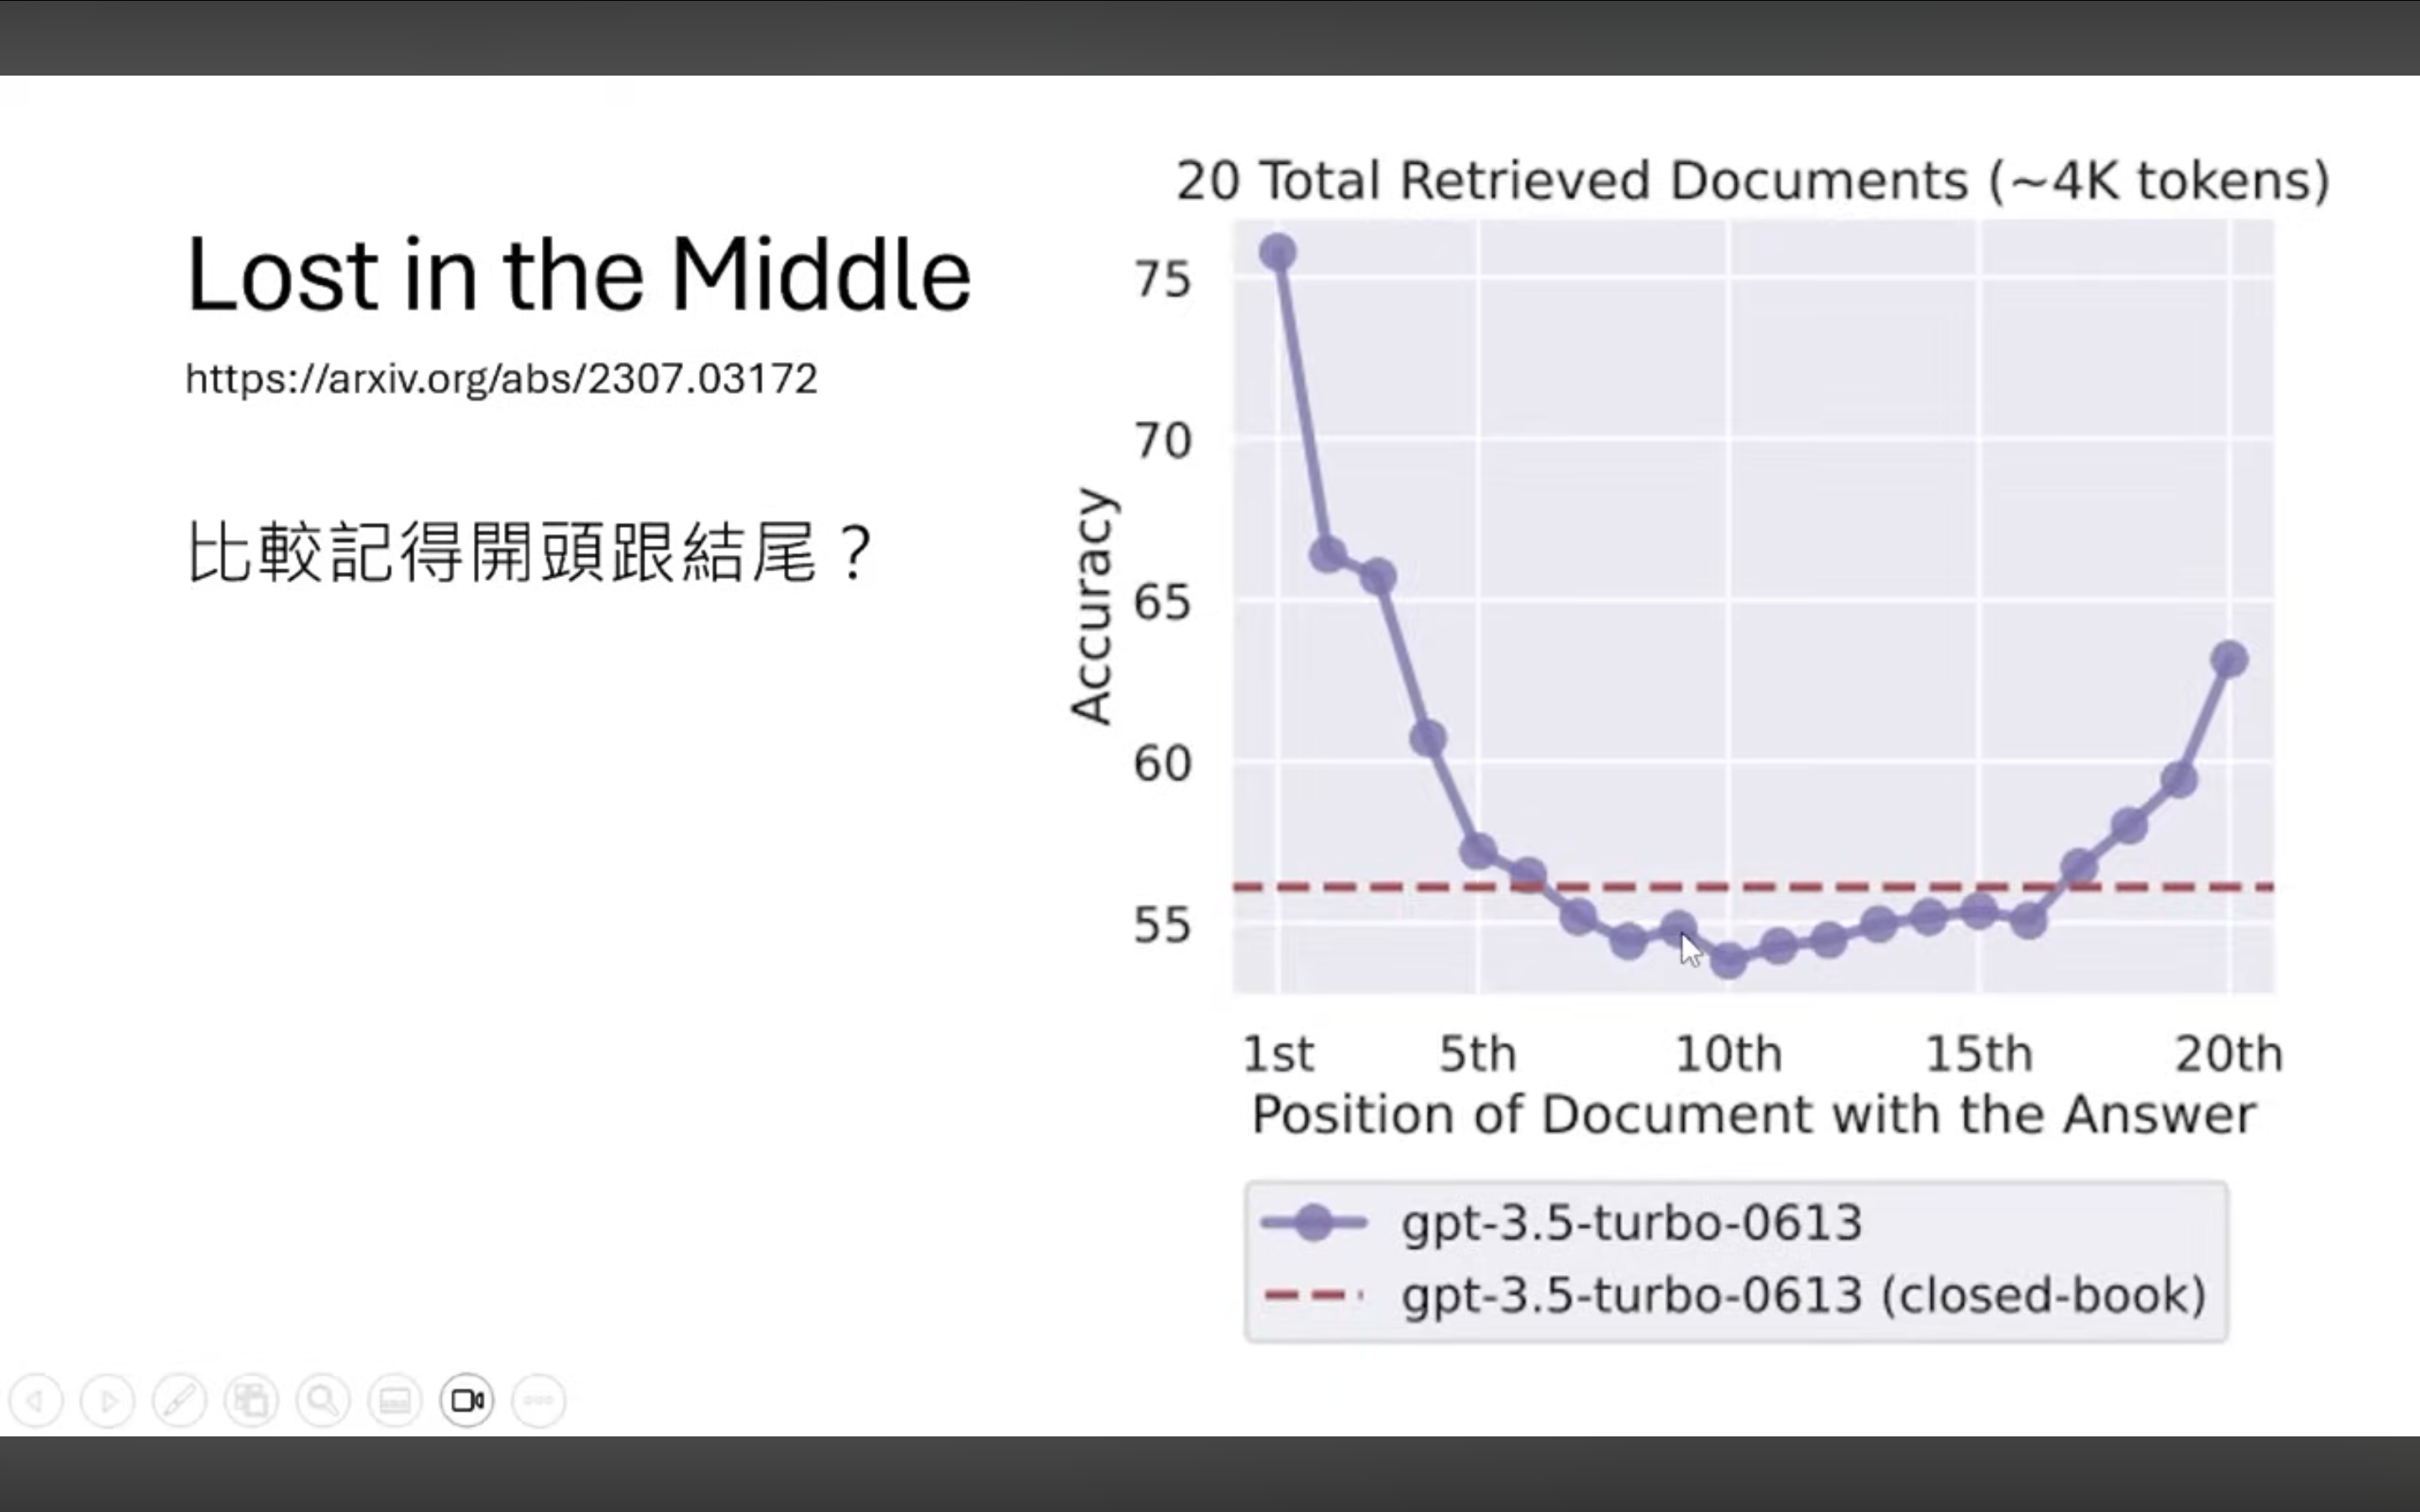 Lost in the Middle
https://arxiv.org/abs/2307.03172
比較記得開頭跟結尾？
20 Total Retrieved Documents (~4K tokens)
Accuracy
75
70
65
60
55
1st 5th 10th 15th 20th
Position of Document with the Answer
gpt-3.5-turbo-0613
gpt-3.5-turbo-0613 (closed-book)